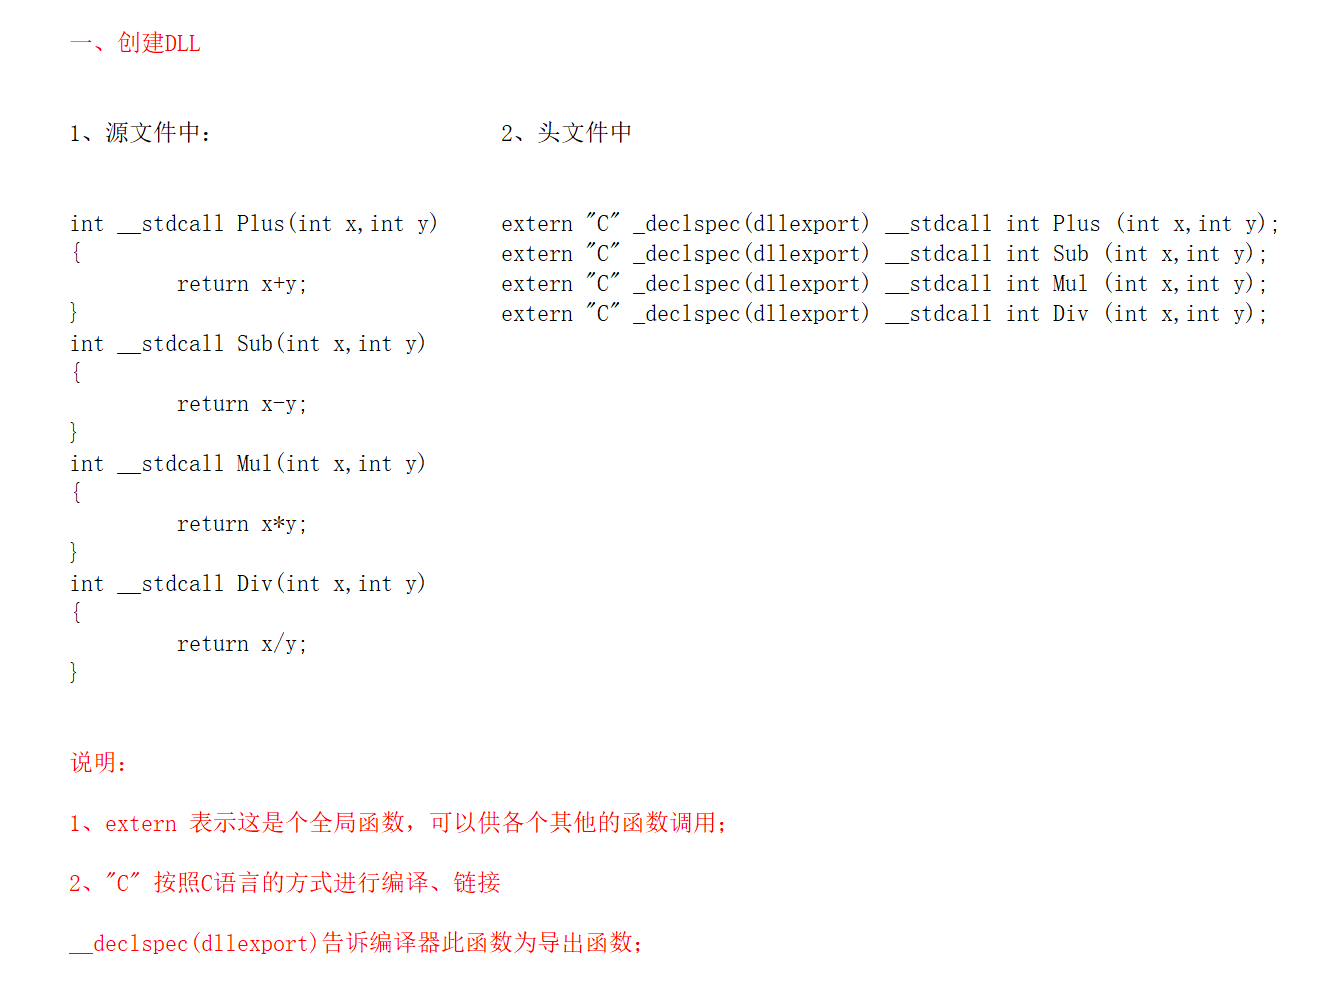 一、创建DLL
1、源文件中：
int __stdcall Plus(int x,int y)
{
return x+y;
}
int __stdcall Sub(int x,int y)
{
return x-y;
}
int __stdcall Mul(int x,int y)
{
return x*y;
}
int __stdcall Div(int x,int y)
{
return x/y;
}
2、头文件中
extern "C" _declspec(dllexport) __stdcall int Plus (int x,int y);
extern "C" _declspec(dllexport) __stdcall int Sub (int x,int y);
extern "C" _declspec(dllexport) __stdcall int Mul (int x,int y);
extern "C" _declspec(dllexport) __stdcall int Div (int x,int y);
说明：
1、extern 表示这是个全局函数，可以供各个其他的函数调用；
2、"C" 按照C语言的方式进行编译、链接
__declspec(dllexport)告诉编译器此函数为导出函数；